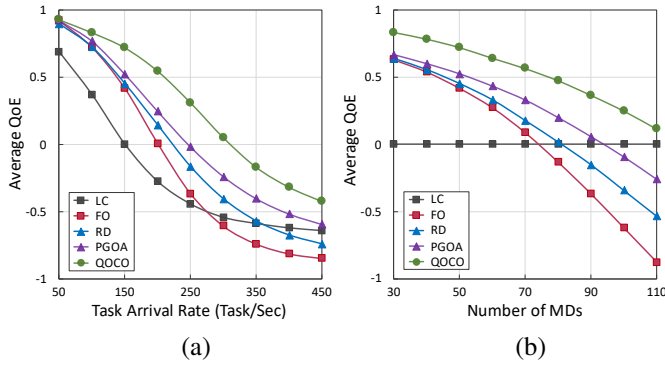 1
0.5
0
-0.5
-1
Average QoE
LC
FO
RD
PGOA
QOCO
50 150 250 350 450
Task Arrival Rate (Task/Sec)
(a)
1
0.5
0
-0.5
-1
Average QoE
LC
FO
RD
PGOA
QOCO
30 50 70 90 110
Number of MDs
(b)